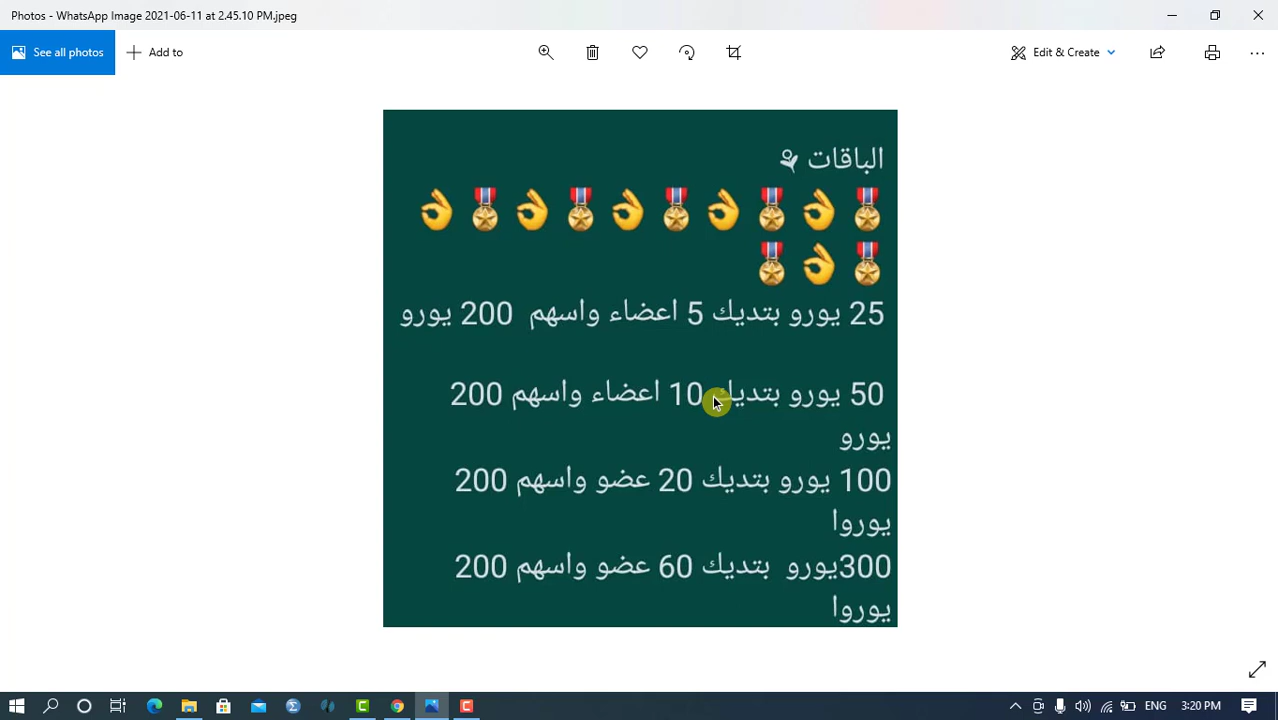 Photos - WhatsApp Image 2021-06-11 at 2.45.10 PM.jpeg
See all photos
Add to
Edit & Create
الباقات
25 يورو بتديك 5 اعضاء واسهم 200 يورو
50 يورو بتديك 10 اعضاء واسهم 200
يورو
100 يورو بتديك 20 عضو واسهم 200
يوروا
300يورو بتديك 60 عضو واسهم 200
يوروا
ENG
3:20 PM